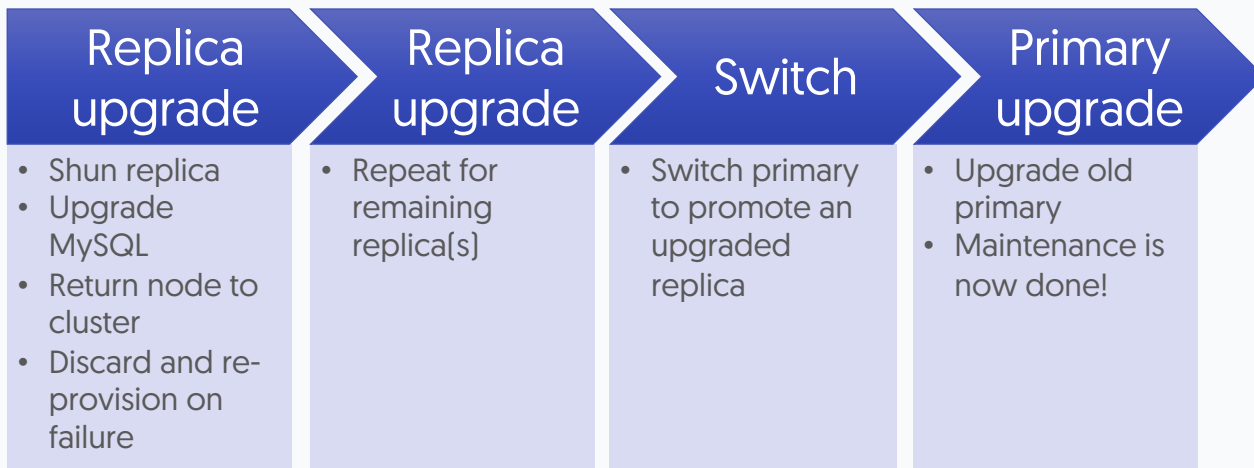 Replica
upgrade
• Shun replica
• Upgrade
MySQL
• Return node to
cluster
• Discard and re-
provision on
failure
Replica
upgrade
• Repeat for
remaining
replica(s)
Switch
• Switch primary
to promote an
upgraded
replica
Primary
upgrade
• Upgrade old
primary
• Maintenance is
now done!